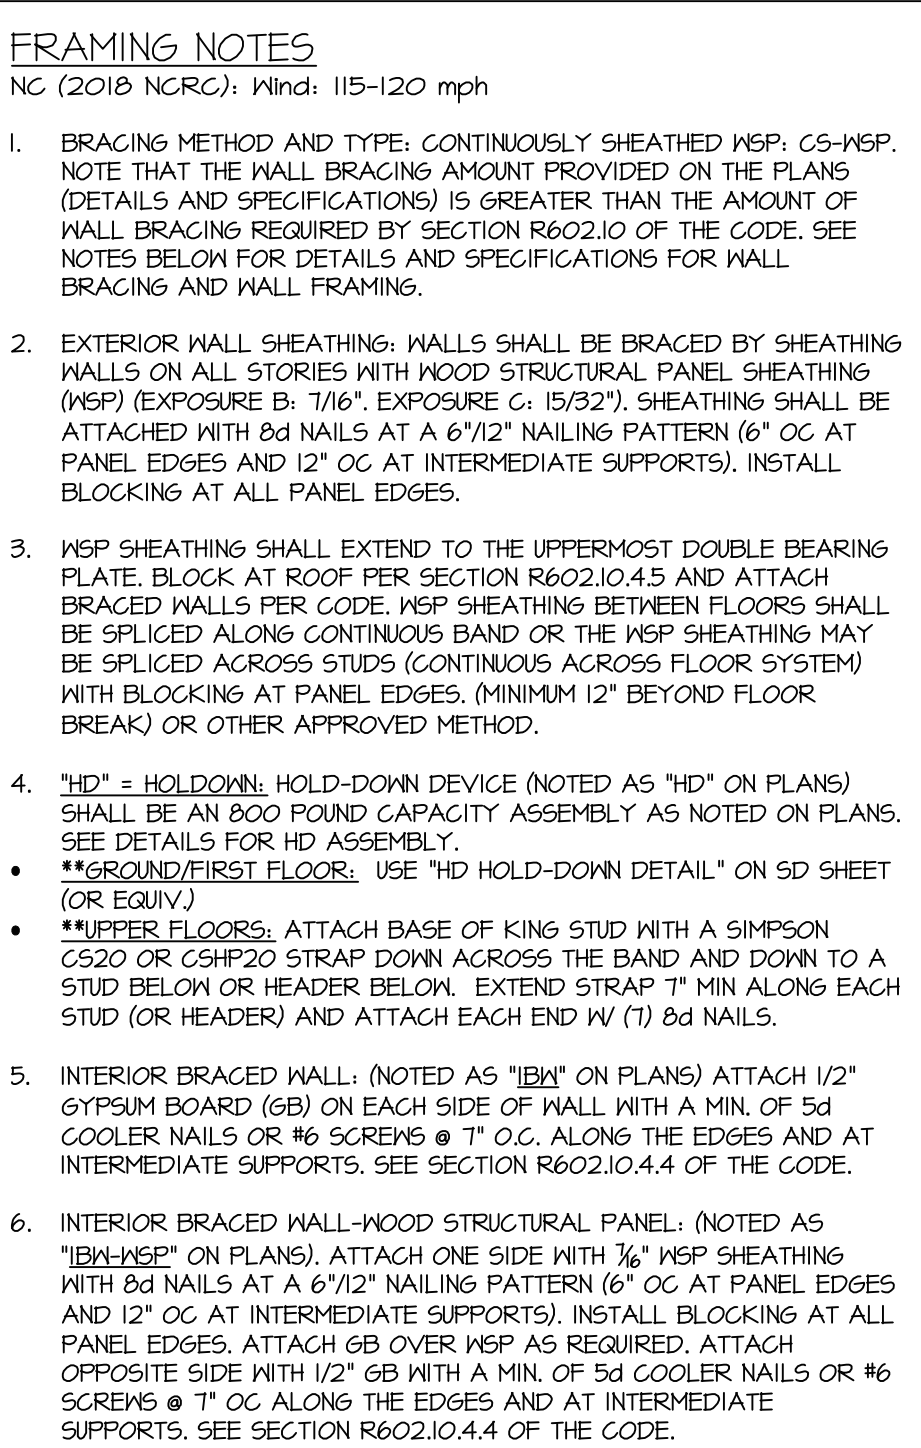 FRAMING NOTES
NC (2018 NCRC): Wind: 115-120 mph
1. BRACING METHOD AND TYPE: CONTINUOUSLY SHEATHED WSP: CS-WSP.
NOTE THAT THE WALL BRACING AMOUNT PROVIDED ON THE PLANS
(DETAILS AND SPECIFICATIONS) IS GREATER THAN THE AMOUNT OF
WALL BRACING REQUIRED BY SECTION R602.10 OF THE CODE. SEE
NOTES BELOW FOR DETAILS AND SPECIFICATIONS FOR WALL
BRACING AND WALL FRAMING.
2. EXTERIOR WALL SHEATHING: WALLS SHALL BE BRACED BY SHEATHING
WALLS ON ALL STORIES WITH WOOD STRUCTURAL PANEL SHEATHING
(WSP) (EXPOSURE B: 7/16". EXPOSURE C: 15/32"). SHEATHING SHALL BE
ATTACHED WITH 8d NAILS AT A 6"/12" NAILING PATTERN (6" OC AT
PANEL EDGES AND 12" OC AT INTERMEDIATE SUPPORTS). INSTALL
BLOCKING AT ALL PANEL EDGES.
3. WSP SHEATHING SHALL EXTEND TO THE UPPERMOST DOUBLE BEARING
PLATE. BLOCK AT ROOF PER SECTION R602.10.4.5 AND ATTACH
BRACED WALLS PER CODE. WSP SHEATHING BETWEEN FLOORS SHALL
BE SPLICED ALONG CONTINUOUS BAND OR THE WSP SHEATHING MAY
BE SPLICED ACROSS STUDS (CONTINUOUS ACROSS FLOOR SYSTEM)
WITH BLOCKING AT PANEL EDGES. (MINIMUM 12" BEYOND FLOOR
BREAK) OR OTHER APPROVED METHOD.
4. "HD" = HOLDOWN: HOLD-DOWN DEVICE (NOTED AS "HD" ON PLANS)
SHALL BE AN 800 POUND CAPACITY ASSEMBLY AS NOTED ON PLANS.
SEE DETAILS FOR HD ASSEMBLY.
• **GROUND/FIRST FLOOR: USE "HD HOLD-DOWN DETAIL" ON SD SHEET
(OR EQUIV.)
• **UPPER FLOORS: ATTACH BASE OF KING STUD WITH A SIMPSON
CS20 OR CSHP20 STRAP DOWN ACROSS THE BAND AND DOWN TO A
STUD BELOW OR HEADER BELOW. EXTEND STRAP 7" MIN ALONG EACH
STUD (OR HEADER) AND ATTACH EACH END W/ (7) 8d NAILS.
5. INTERIOR BRACED WALL: (NOTED AS "IBW" ON PLANS) ATTACH 1/2"
GYPSUM BOARD (GB) ON EACH SIDE OF WALL WITH A MIN. OF 5d
COOLER NAILS OR #6 SCREWS @ 7" O.C. ALONG THE EDGES AND AT
INTERMEDIATE SUPPORTS. SEE SECTION R602.10.4.4 OF THE CODE.
6. INTERIOR BRACED WALL-WOOD STRUCTURAL PANEL: (NOTED AS
"IBW-WSP" ON PLANS). ATTACH ONE SIDE WITH 7/16" WSP SHEATHING
WITH 8d NAILS AT A 6"/12" NAILING PATTERN (6" OC AT PANEL EDGES
AND 12" OC AT INTERMEDIATE SUPPORTS). INSTALL BLOCKING AT ALL
PANEL EDGES. ATTACH GB OVER WSP AS REQUIRED. ATTACH
OPPOSITE SIDE WITH 1/2" GB WITH A MIN. OF 5d COOLER NAILS OR #6
SCREWS @ 7" OC ALONG THE EDGES AND AT INTERMEDIATE
SUPPORTS. SEE SECTION R602.10.4.4 OF THE CODE.